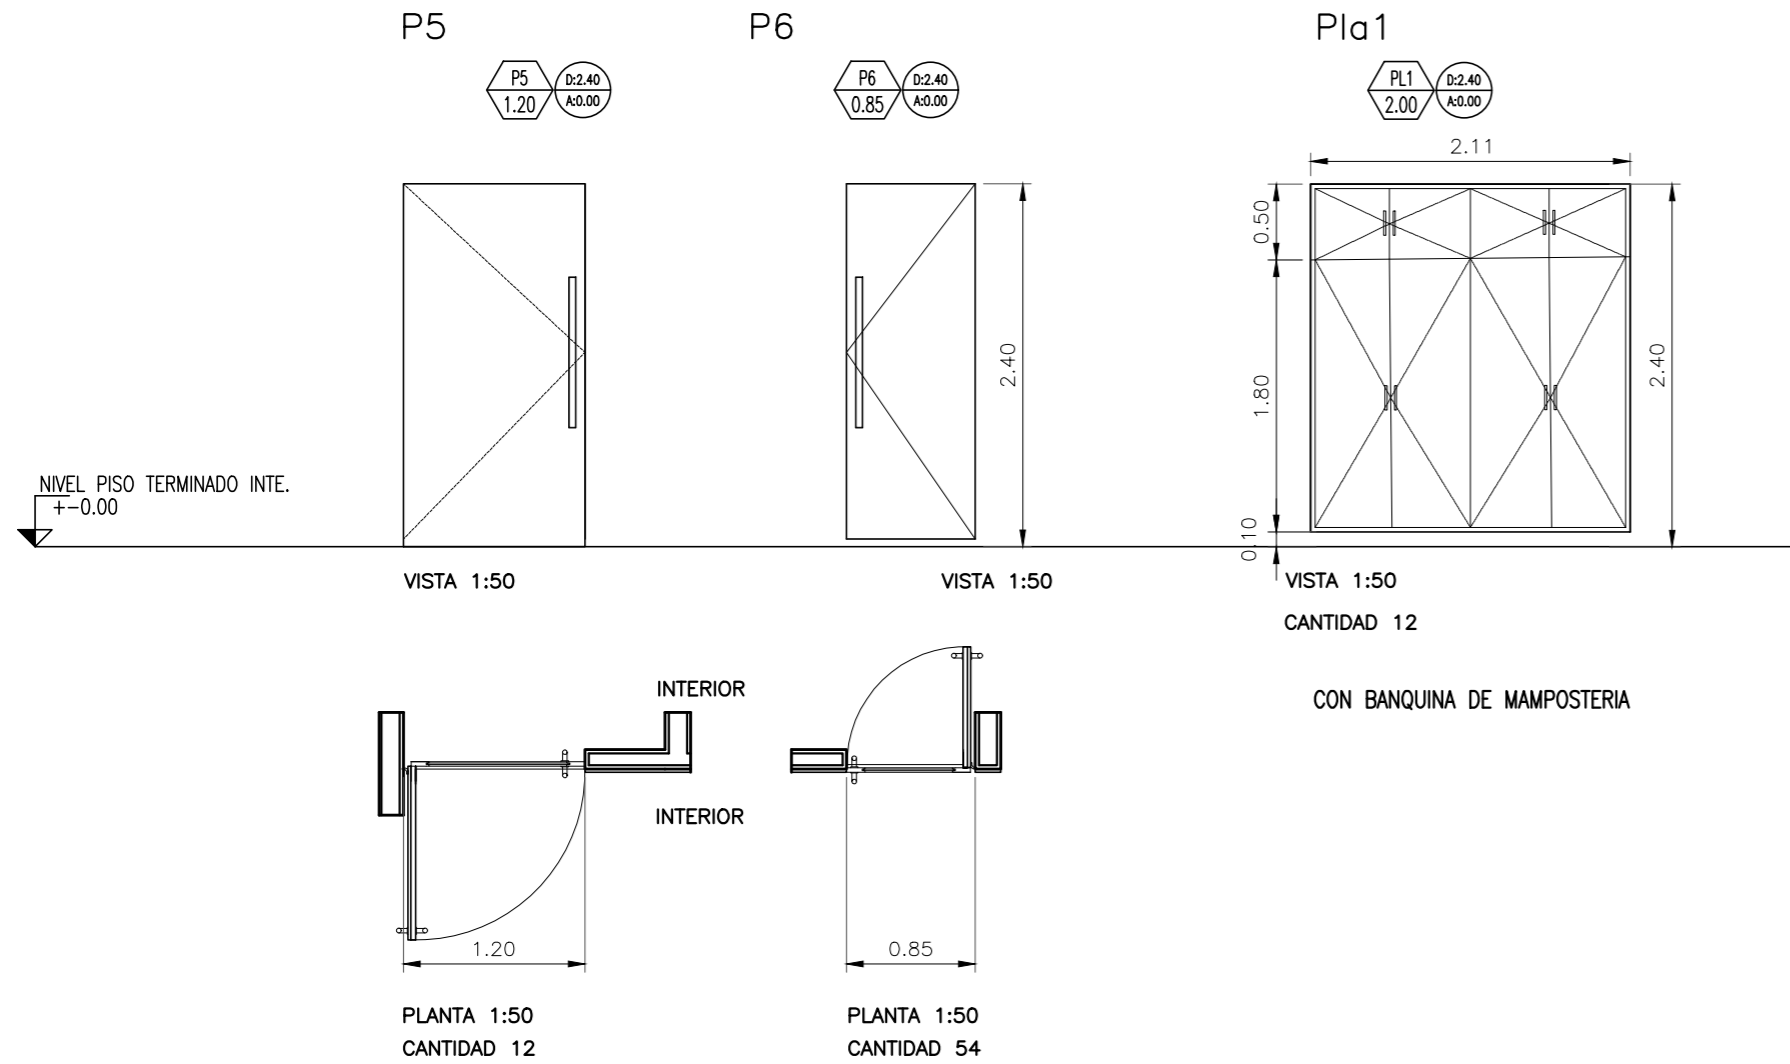 P5
P6
Pla1
P5
1.20
D:2.40
A:0.00
P6
0.85
D:2.40
A:0.00
PL1
2.00
D:2.40
A:0.00
2.11
0.50
1.80
0.10
2.40
2.40
NIVEL PISO TERMINADO INTE.
+-0.00
VISTA 1:50
VISTA 1:50
VISTA 1:50
CANTIDAD 12
CON BANQUINA DE MAMPOSTERIA
INTERIOR
INTERIOR
1.20
0.85
PLANTA 1:50
CANTIDAD 12
PLANTA 1:50
CANTIDAD 54